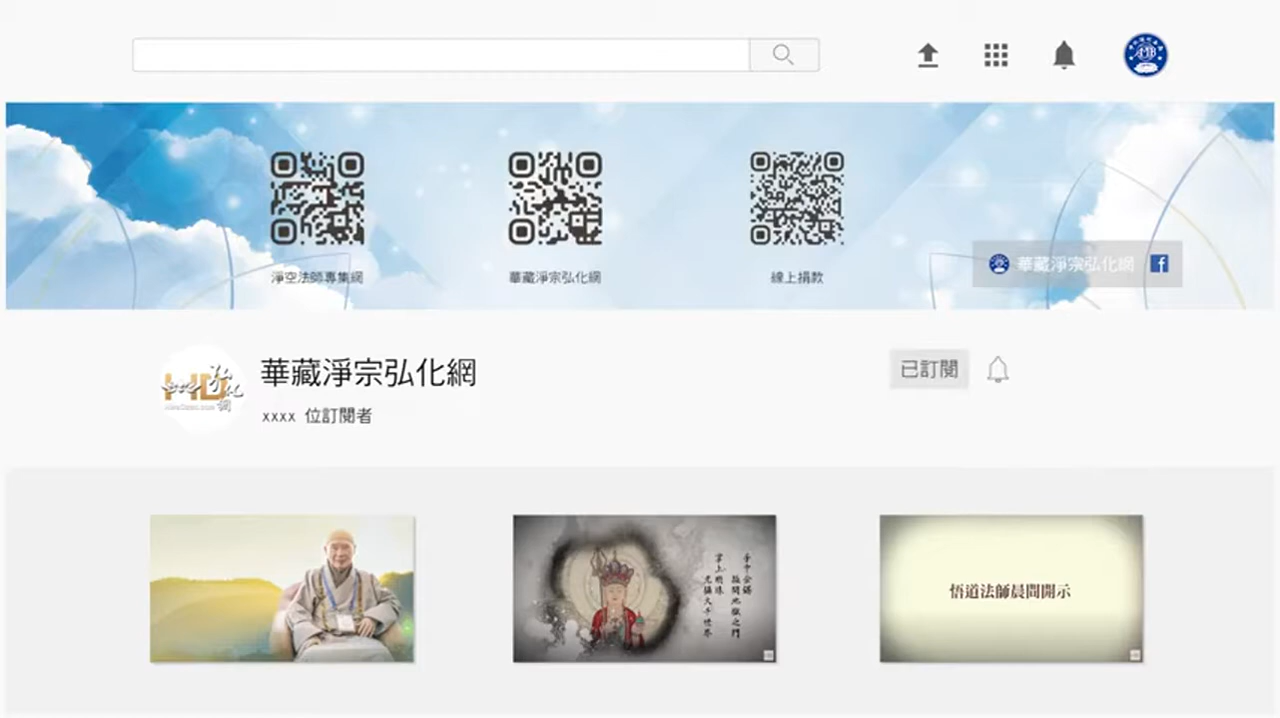 淨空法師專集網
華藏淨宗弘化網
線上捐款
華藏淨宗弘化網
華藏淨宗弘化網
xxxx 位訂閱者
已訂閱
手中金錫
振開地獄之門
掌上明珠
光攝大千世界
悟道法師晨間開示